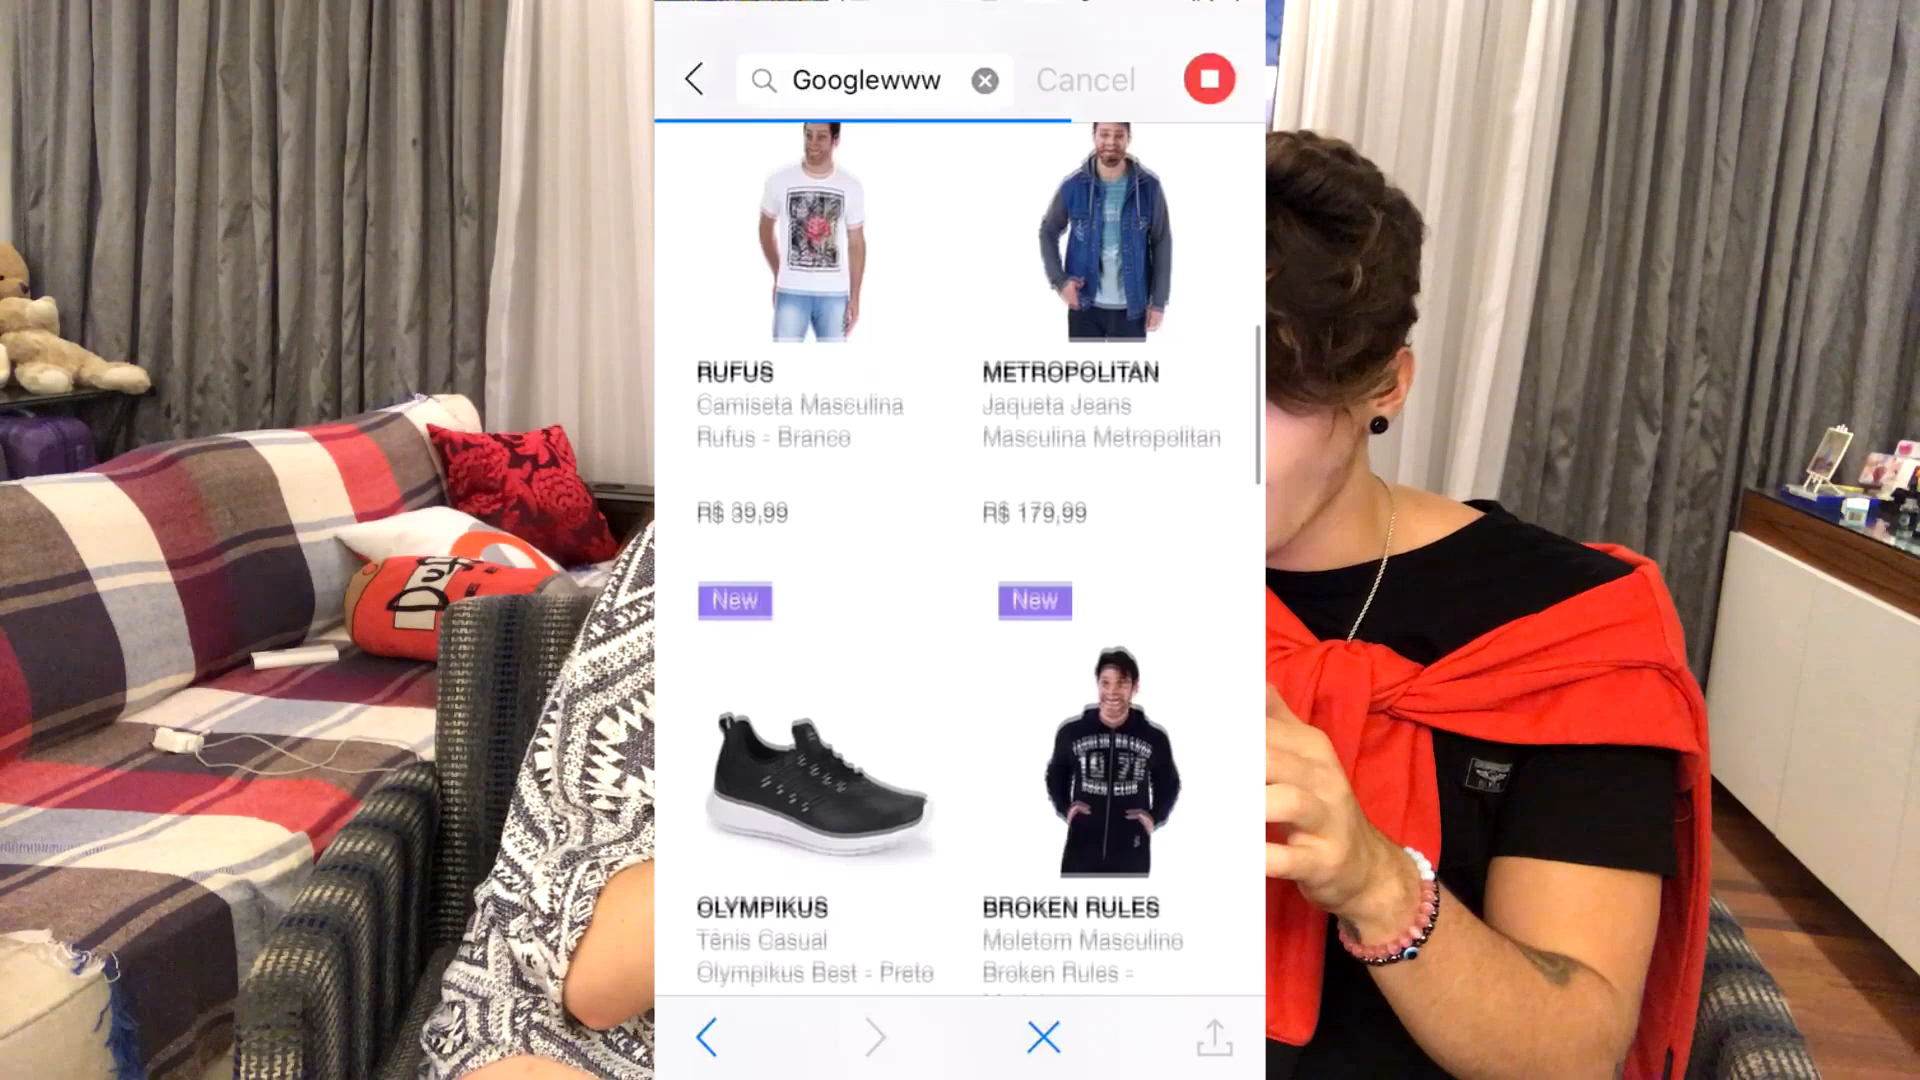 Googlewww
Cancel
RUFUS
Camiseta Masculina
Rufus - Branco
R$ 39,99
METROPOLITAN
Jaqueta Jeans
Masculina Metropolitan
R$ 179,99
New
New
Duff
OLYMPIKUS
Tênis Casual
Olympikus Best - Preto
BROKEN RULES
Moletom Masculino
Broken Rules -